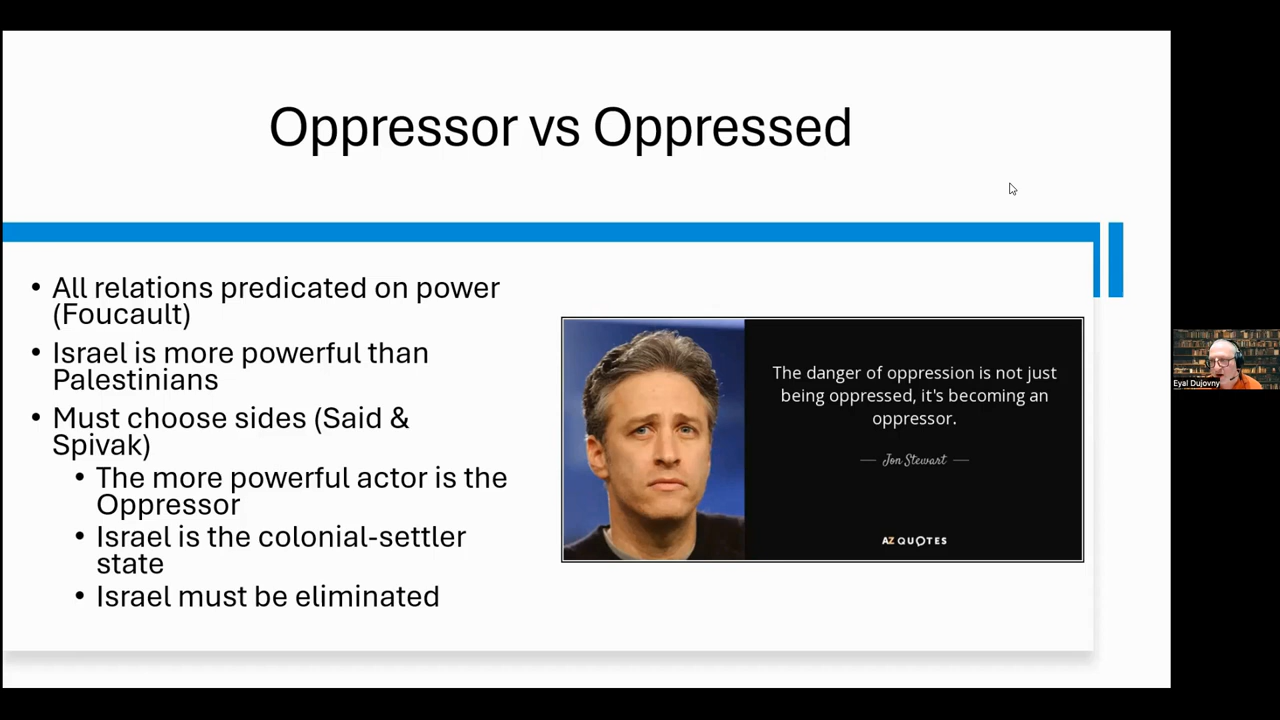 Oppressor vs Oppressed
• All relations predicated on power
(Foucault)
• Israel is more powerful than
Palestinians
• Must choose sides (Said &
Spivak)
• The more powerful actor is the
Oppressor
• Israel is the colonial-settler
state
• Israel must be eliminated
The danger of oppression is not just
being oppressed, it's becoming an
oppressor.
— Jon Stewart —
AZ QUOTES
Eyal Dujovny